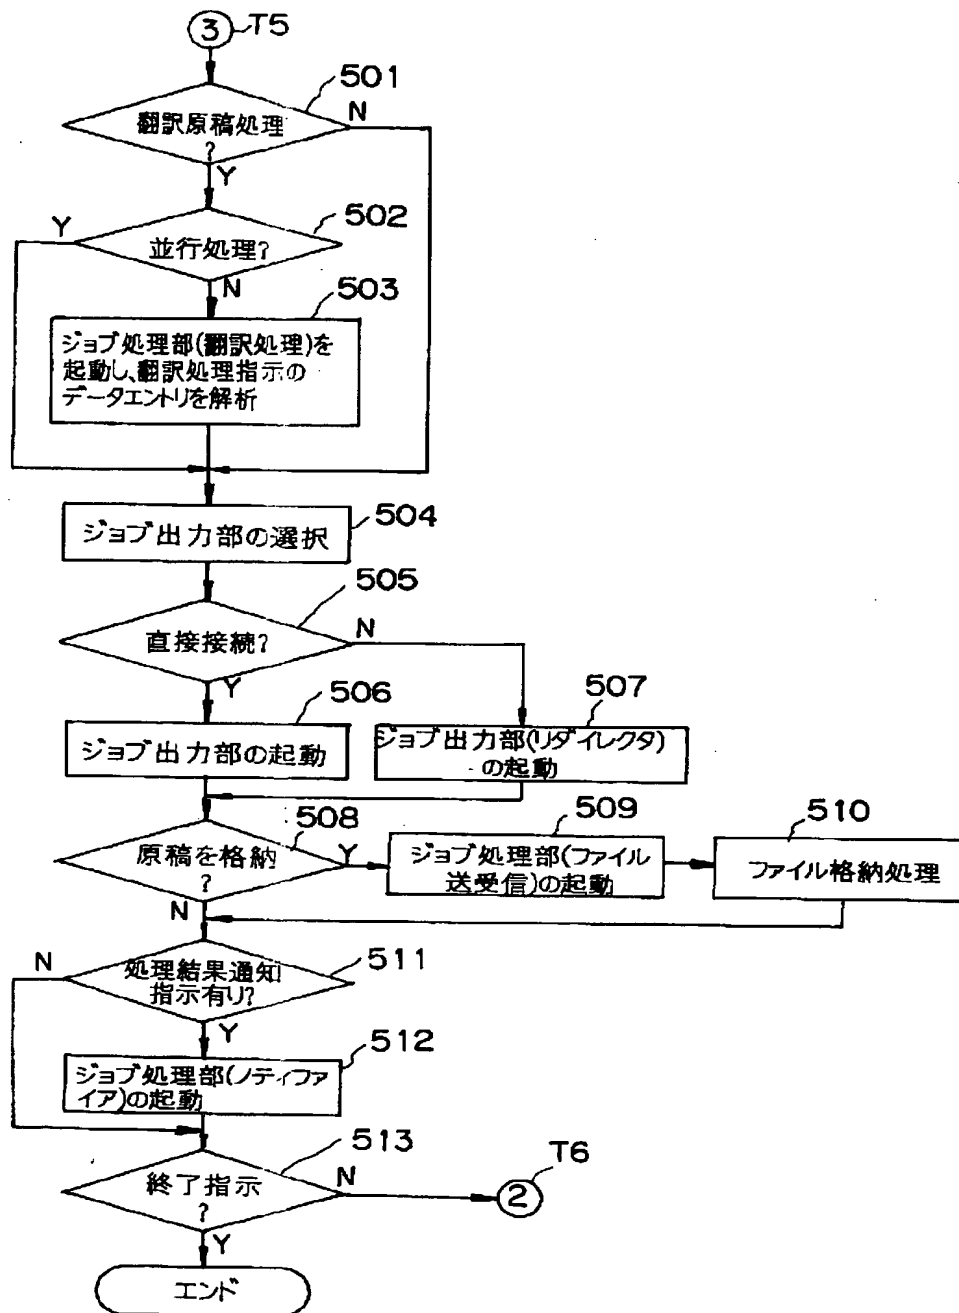 ③ T5
501
翻訳原稿処理
?
N
Y
502
Y
並行処理?
N
503
ジョブ処理部(翻訳処理)を
起動し、翻訳処理指示の
データエントリを解析
504
ジョブ出力部の選択
505
直接接続?
N
Y
506
ジョブ出力部の起動
507
ジョブ出力部(リダイレクタ)
の起動
508
原稿を格納
?
Y
N
509
ジョブ処理部(ファイル
送受信)の起動
510
ファイル格納処理
511
N
処理結果通知
指示有り?
Y
512
ジョブ処理部(ノティファ
イア)の起動
513
終了指示
?
N
T6
②
Y
エンド